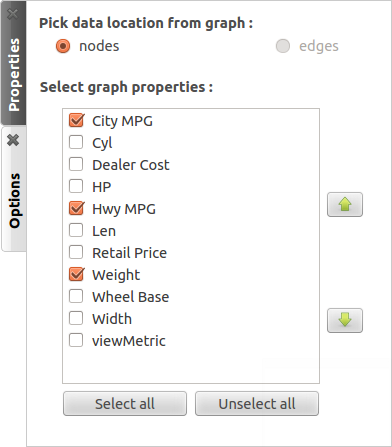 Properties
Options
Pick data location from graph :
nodes
edges
Select graph properties :
City MPG
Cyl
Dealer Cost
HP
Hwy MPG
Len
Retail Price
Weight
Wheel Base
Width
viewMetric
Select all
Unselect all